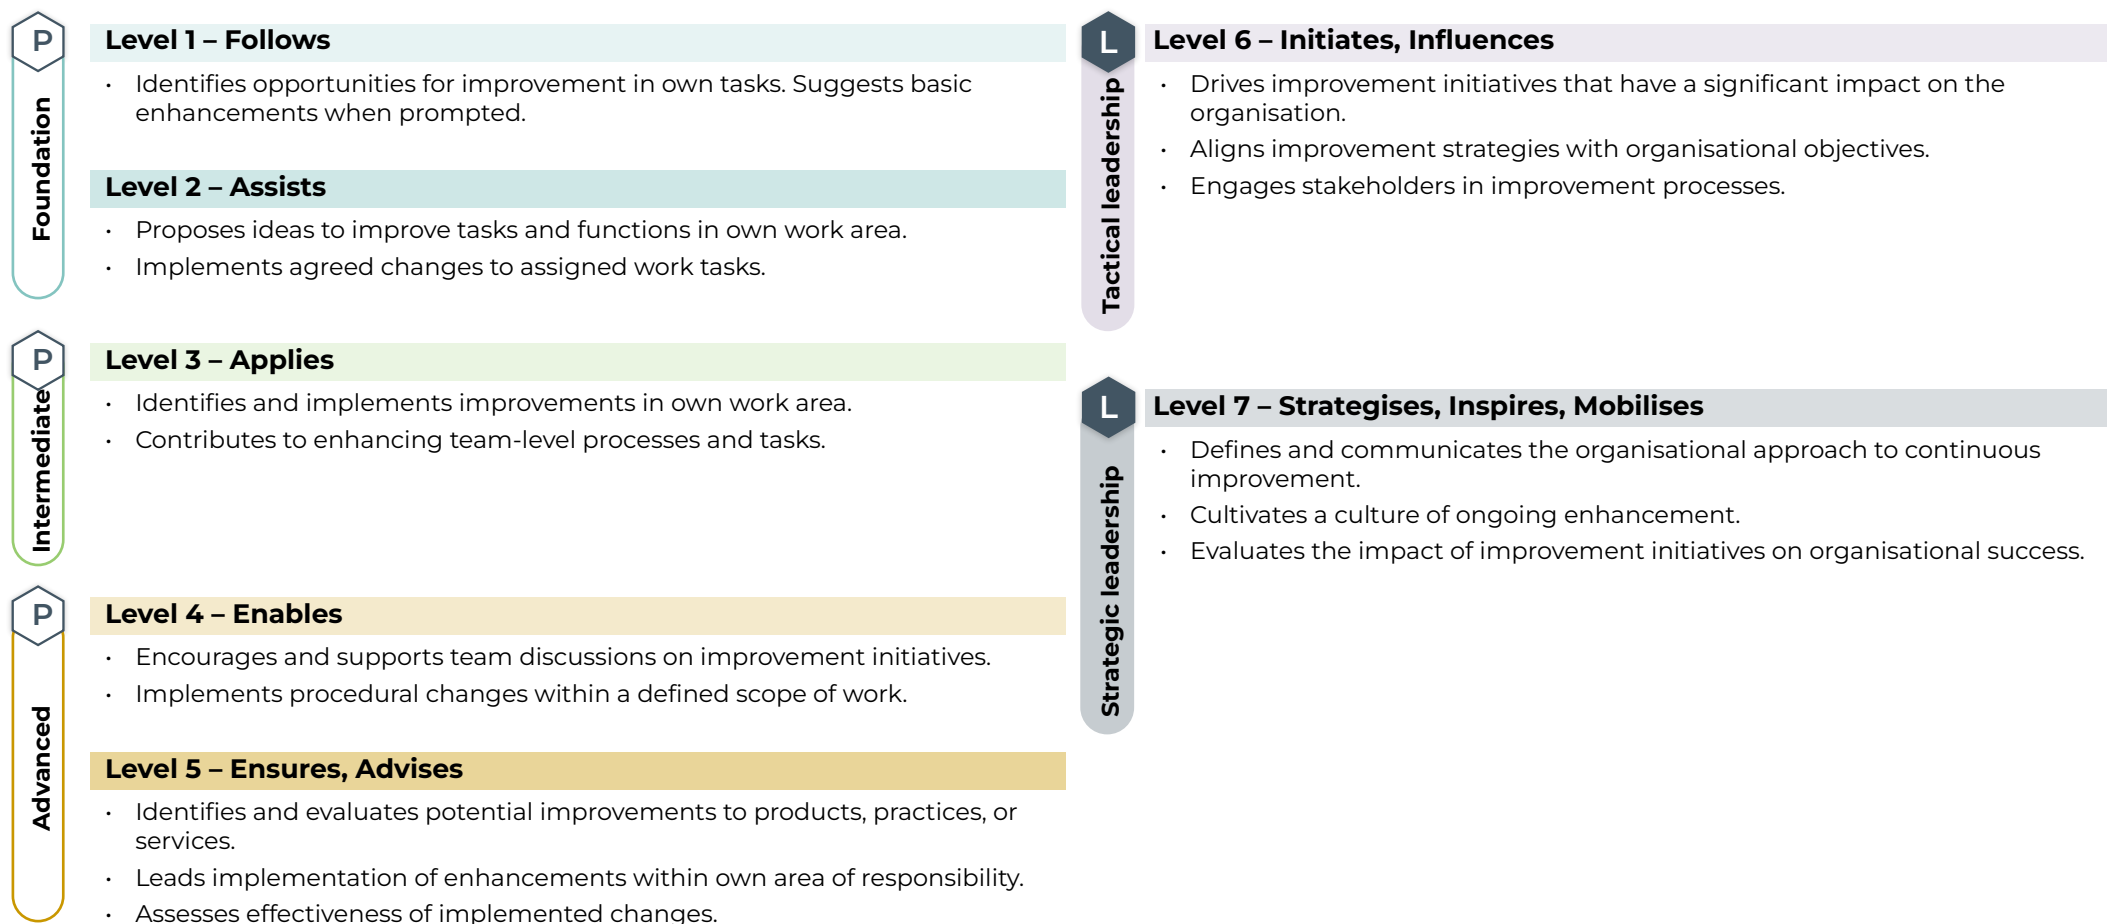 P
Foundation
Level 1 – Follows
• Identifies opportunities for improvement in own tasks. Suggests basic
enhancements when prompted.
Level 2 – Assists
• Proposes ideas to improve tasks and functions in own work area.
• Implements agreed changes to assigned work tasks.
P
Intermediate
Level 3 – Applies
• Identifies and implements improvements in own work area.
• Contributes to enhancing team-level processes and tasks.
P
Advanced
Level 4 – Enables
• Encourages and supports team discussions on improvement initiatives.
• Implements procedural changes within a defined scope of work.
Level 5 – Ensures, Advises
• Identifies and evaluates potential improvements to products, practices, or
services.
• Leads implementation of enhancements within own area of responsibility.
• Assesses effectiveness of implemented changes.
L
Tactical leadership
Level 6 – Initiates, Influences
• Drives improvement initiatives that have a significant impact on the
organisation.
• Aligns improvement strategies with organisational objectives.
• Engages stakeholders in improvement processes.
L
Strategic leadership
Level 7 – Strategises, Inspires, Mobilises
• Defines and communicates the organisational approach to continuous
improvement.
• Cultivates a culture of ongoing enhancement.
• Evaluates the impact of improvement initiatives on organisational success.